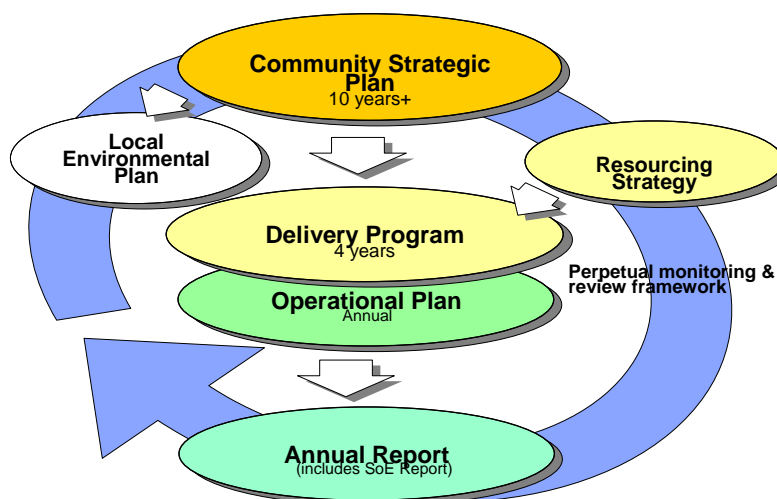 Community Strategic
Plan
10 years+
Local
Environmental
Plan
Resourcing
Strategy
Delivery Program
4 years
Perpetual monitoring &
review framework
Operational Plan
Annual
Annual Report
(includes SoE Report)